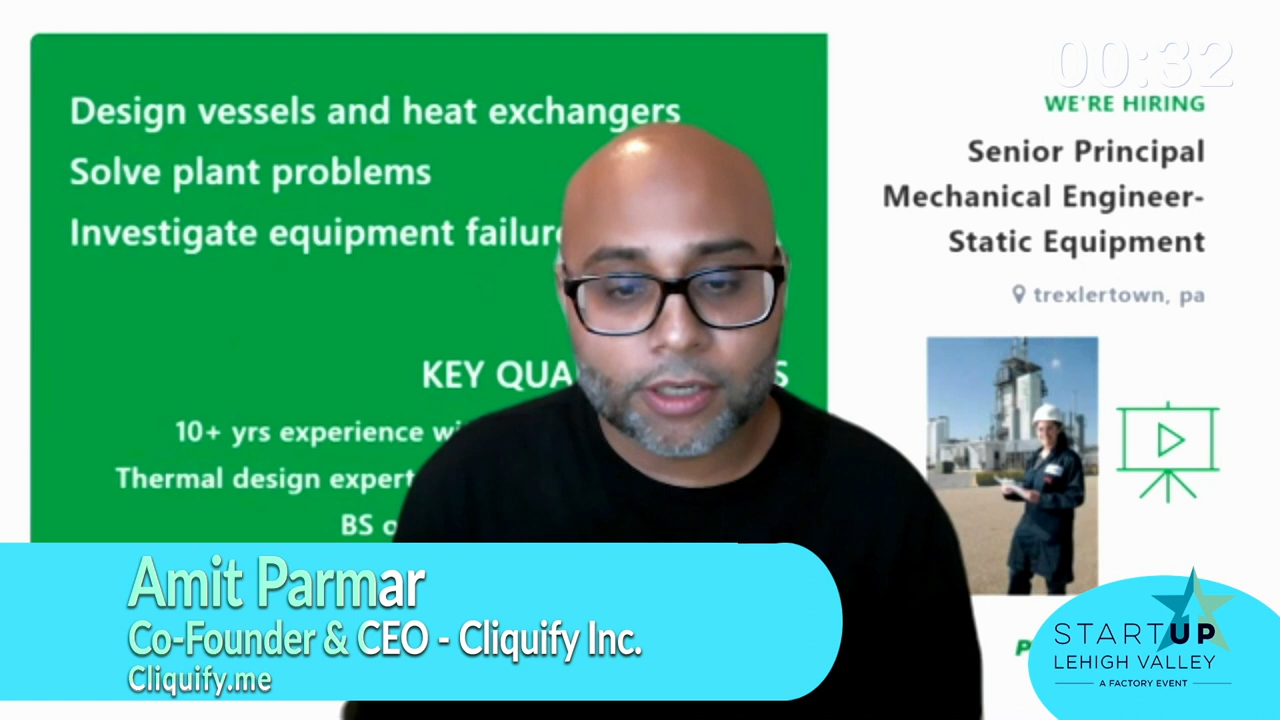 00:32
Design vessels and heat exchangers
Solve plant problems
Investigate equipment
KEY
10+ yrs experience
Thermal design expert
BS
WE'RE HIRING
Senior Principal
Mechanical Engineer-
Static Equipment
trexlertown, pa
Amit Parmar
Co-Founder & CEO - Cliquify Inc.
Cliquify.me
STARTUP
LEHIGH VALLEY
A FACTORY EVENT